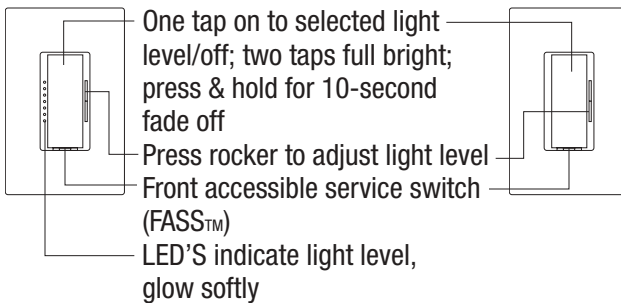 One tap on to selected light
level/off; two taps full bright;
press & hold for 10-second
fade off
Press rocker to adjust light level
Front accessible service switch
(FASS™)
LED'S indicate light level,
glow softly